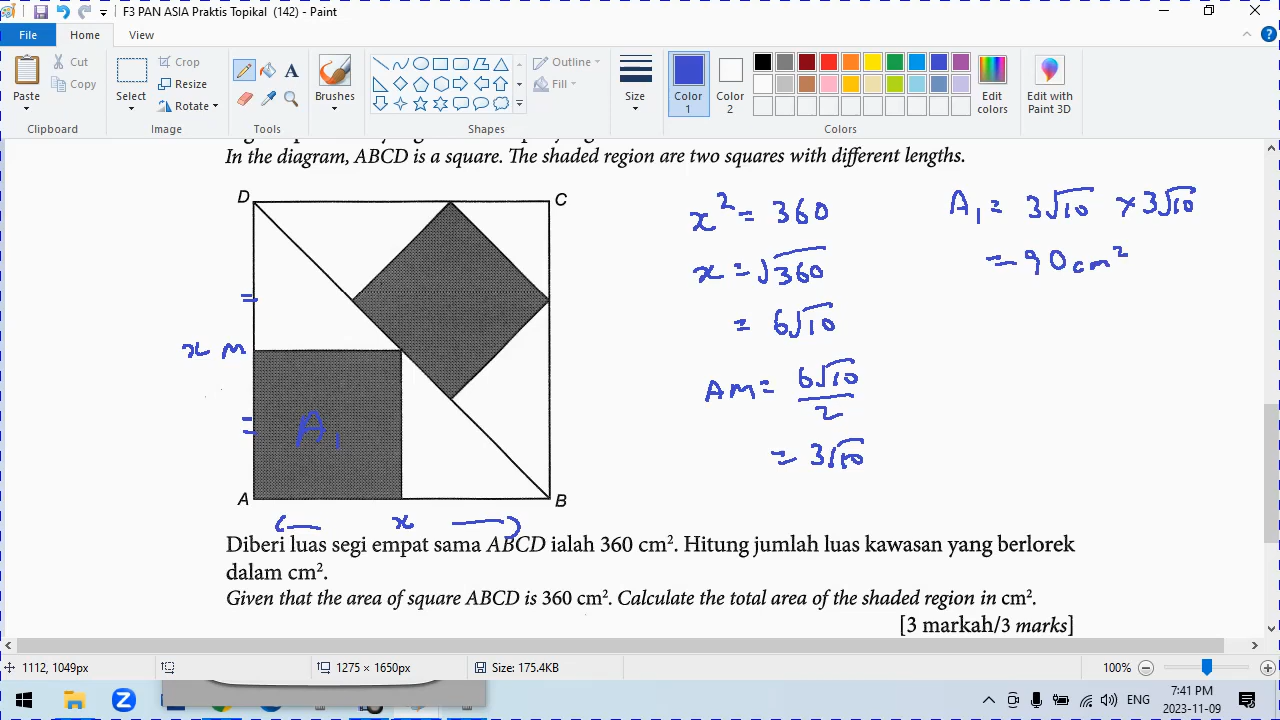 F3 PAN ASIA Praktis Topikal (142) - Paint
File Home View
Paste Cut Copy Select Crop Resize Rotate Brushes Outline Fill Size Color 1 Color 2 Edit colors Edit with Paint 3D
Clipboard Image Tools Shapes Colors
In the diagram, ABCD is a square. The shaded region are two squares with different lengths.
D C
x² = 360
x = √360
= 6√10
AM = 6√10 / 2
= 3√10
A₁ = 3√10 × 3√10
= 90cm²
=
x M
=
A₁
A B
x
Diberi luas segi empat sama ABCD ialah 360 cm². Hitung jumlah luas kawasan yang berlorek
dalam cm².
Given that the area of square ABCD is 360 cm². Calculate the total area of the shaded region in cm².
[3 markah/3 marks]
1112, 1049px 1275 × 1650px Size: 175.4KB 100%
ENG 7:41 PM
2023-11-09